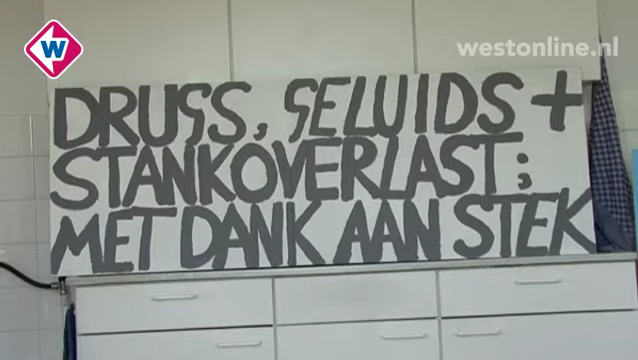 W
westonline.nl
DRUGS, GELUIDS +
STANKOVERLAST;
MET DANK AAN STEK